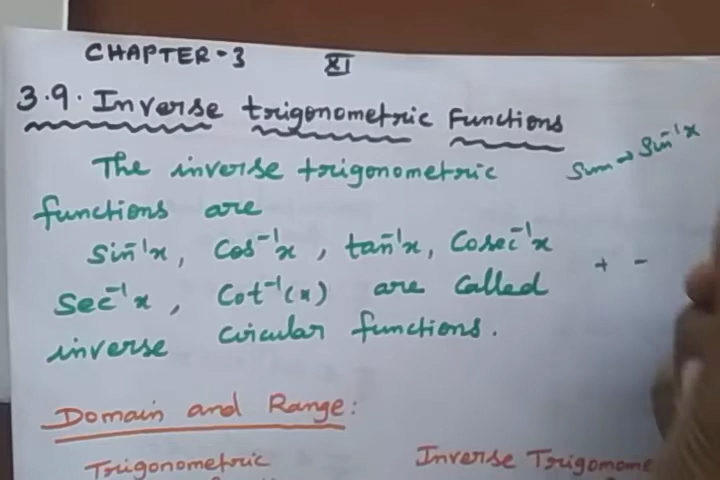 CHAPTER-3 XI
3.9. Inverse trigonometric Functions
The inverse trigonometric
functions are
sin⁻¹x, Cos⁻¹x, tan⁻¹x, Cosec⁻¹x
Sec⁻¹x, Cot⁻¹(x) are called
inverse circular functions.
Sum → Sin⁻¹x
+ -
Domain and Range:
Trigonometric
Inverse Trigonome